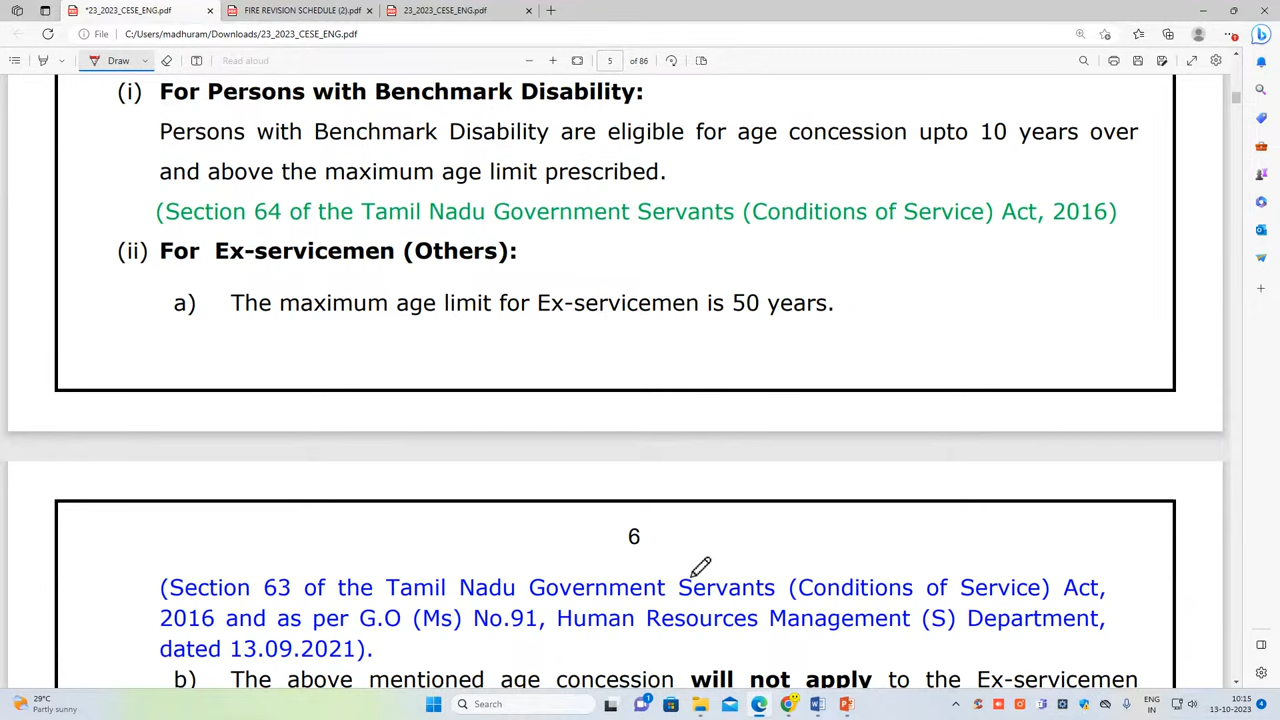 *23_2023_CESE_ENG.pdf
FIRE REVISION SCHEDULE (2).pdf
23_2023_CESE_ENG.pdf
File
C:/Users/madhuram/Downloads/23_2023_CESE_ENG.pdf
Draw
Read aloud
5
of 86
(i) For Persons with Benchmark Disability:
Persons with Benchmark Disability are eligible for age concession upto 10 years over
and above the maximum age limit prescribed.
(Section 64 of the Tamil Nadu Government Servants (Conditions of Service) Act, 2016)
(ii) For Ex-servicemen (Others):
a) The maximum age limit for Ex-servicemen is 50 years.
6
(Section 63 of the Tamil Nadu Government Servants (Conditions of Service) Act,
2016 and as per G.O (Ms) No.91, Human Resources Management (S) Department,
dated 13.09.2021).
b) The above mentioned age concession will not apply to the Ex-servicemen
29°C
Partly sunny
Search
ENG
IN
10:15
13-10-2023